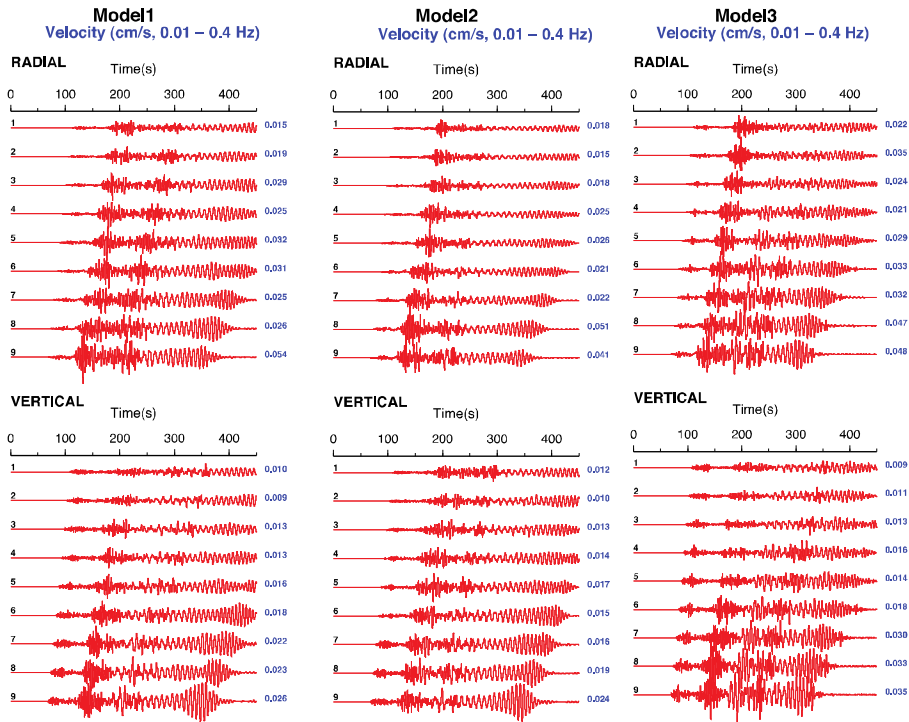 Model1
Velocity (cm/s, 0.01 – 0.4 Hz)
RADIAL
Time(s)
0 100 200 300 400
1 0.015
2 0.019
3 0.029
4 0.025
5 0.032
6 0.031
7 0.025
8 0.026
9 0.054
VERTICAL
Time(s)
0 100 200 300 400
1 0.010
2 0.009
3 0.013
4 0.013
5 0.016
6 0.018
7 0.022
8 0.023
9 0.026
Model2
Velocity (cm/s, 0.01 – 0.4 Hz)
RADIAL
Time(s)
0 100 200 300 400
1 0.018
2 0.015
3 0.018
4 0.025
5 0.026
6 0.021
7 0.022
8 0.051
9 0.041
VERTICAL
Time(s)
0 100 200 300 400
1 0.012
2 0.010
3 0.013
4 0.014
5 0.017
6 0.015
7 0.016
8 0.019
9 0.024
Model3
Velocity (cm/s, 0.01 – 0.4 Hz)
RADIAL
Time(s)
0 100 200 300 400
1 0.022
2 0.035
3 0.024
4 0.021
5 0.029
6 0.033
7 0.032
8 0.047
9 0.048
VERTICAL
Time(s)
0 100 200 300 400
1 0.009
2 0.011
3 0.013
4 0.016
5 0.014
6 0.018
7 0.030
8 0.033
9 0.035